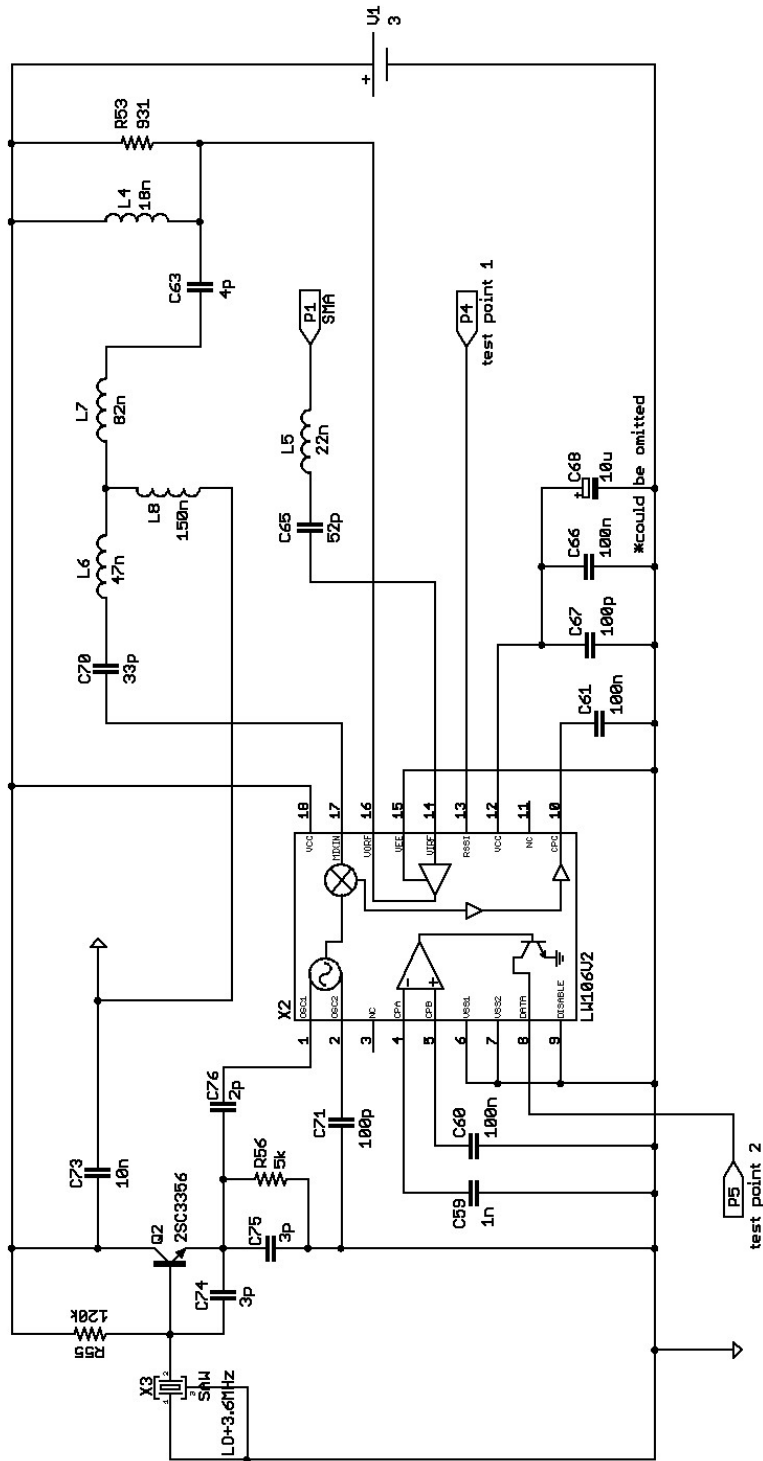 V1
3
R53
931
L4
18n
C63
4p
L7
82n
L8
150n
L6
47n
C70
33p
P1
SMA
L5
22n
C65
52p
P4
test point 1
C68
10u
*could be omitted
C66
100n
C67
100p
C61
100n
18
17
16
15
14
13
12
11
10
VCC
MIXIN
VORF
VEE
VIRF
RSSI
VCC
NC
CPC
X2
LW106V2
OSC1
OSC2
NC
CPA
CPB
VSS1
VSS2
DATA
DISABLE
1
2
3
4
5
6
7
8
9
C76
2p
C71
100p
C60
100n
C59
1n
R56
5k
C75
3p
C74
3p
C73
10n
Q2
2SC3356
R55
120k
X3
SAW
LO+3.6MHz
1
2
3
P5
test point 2